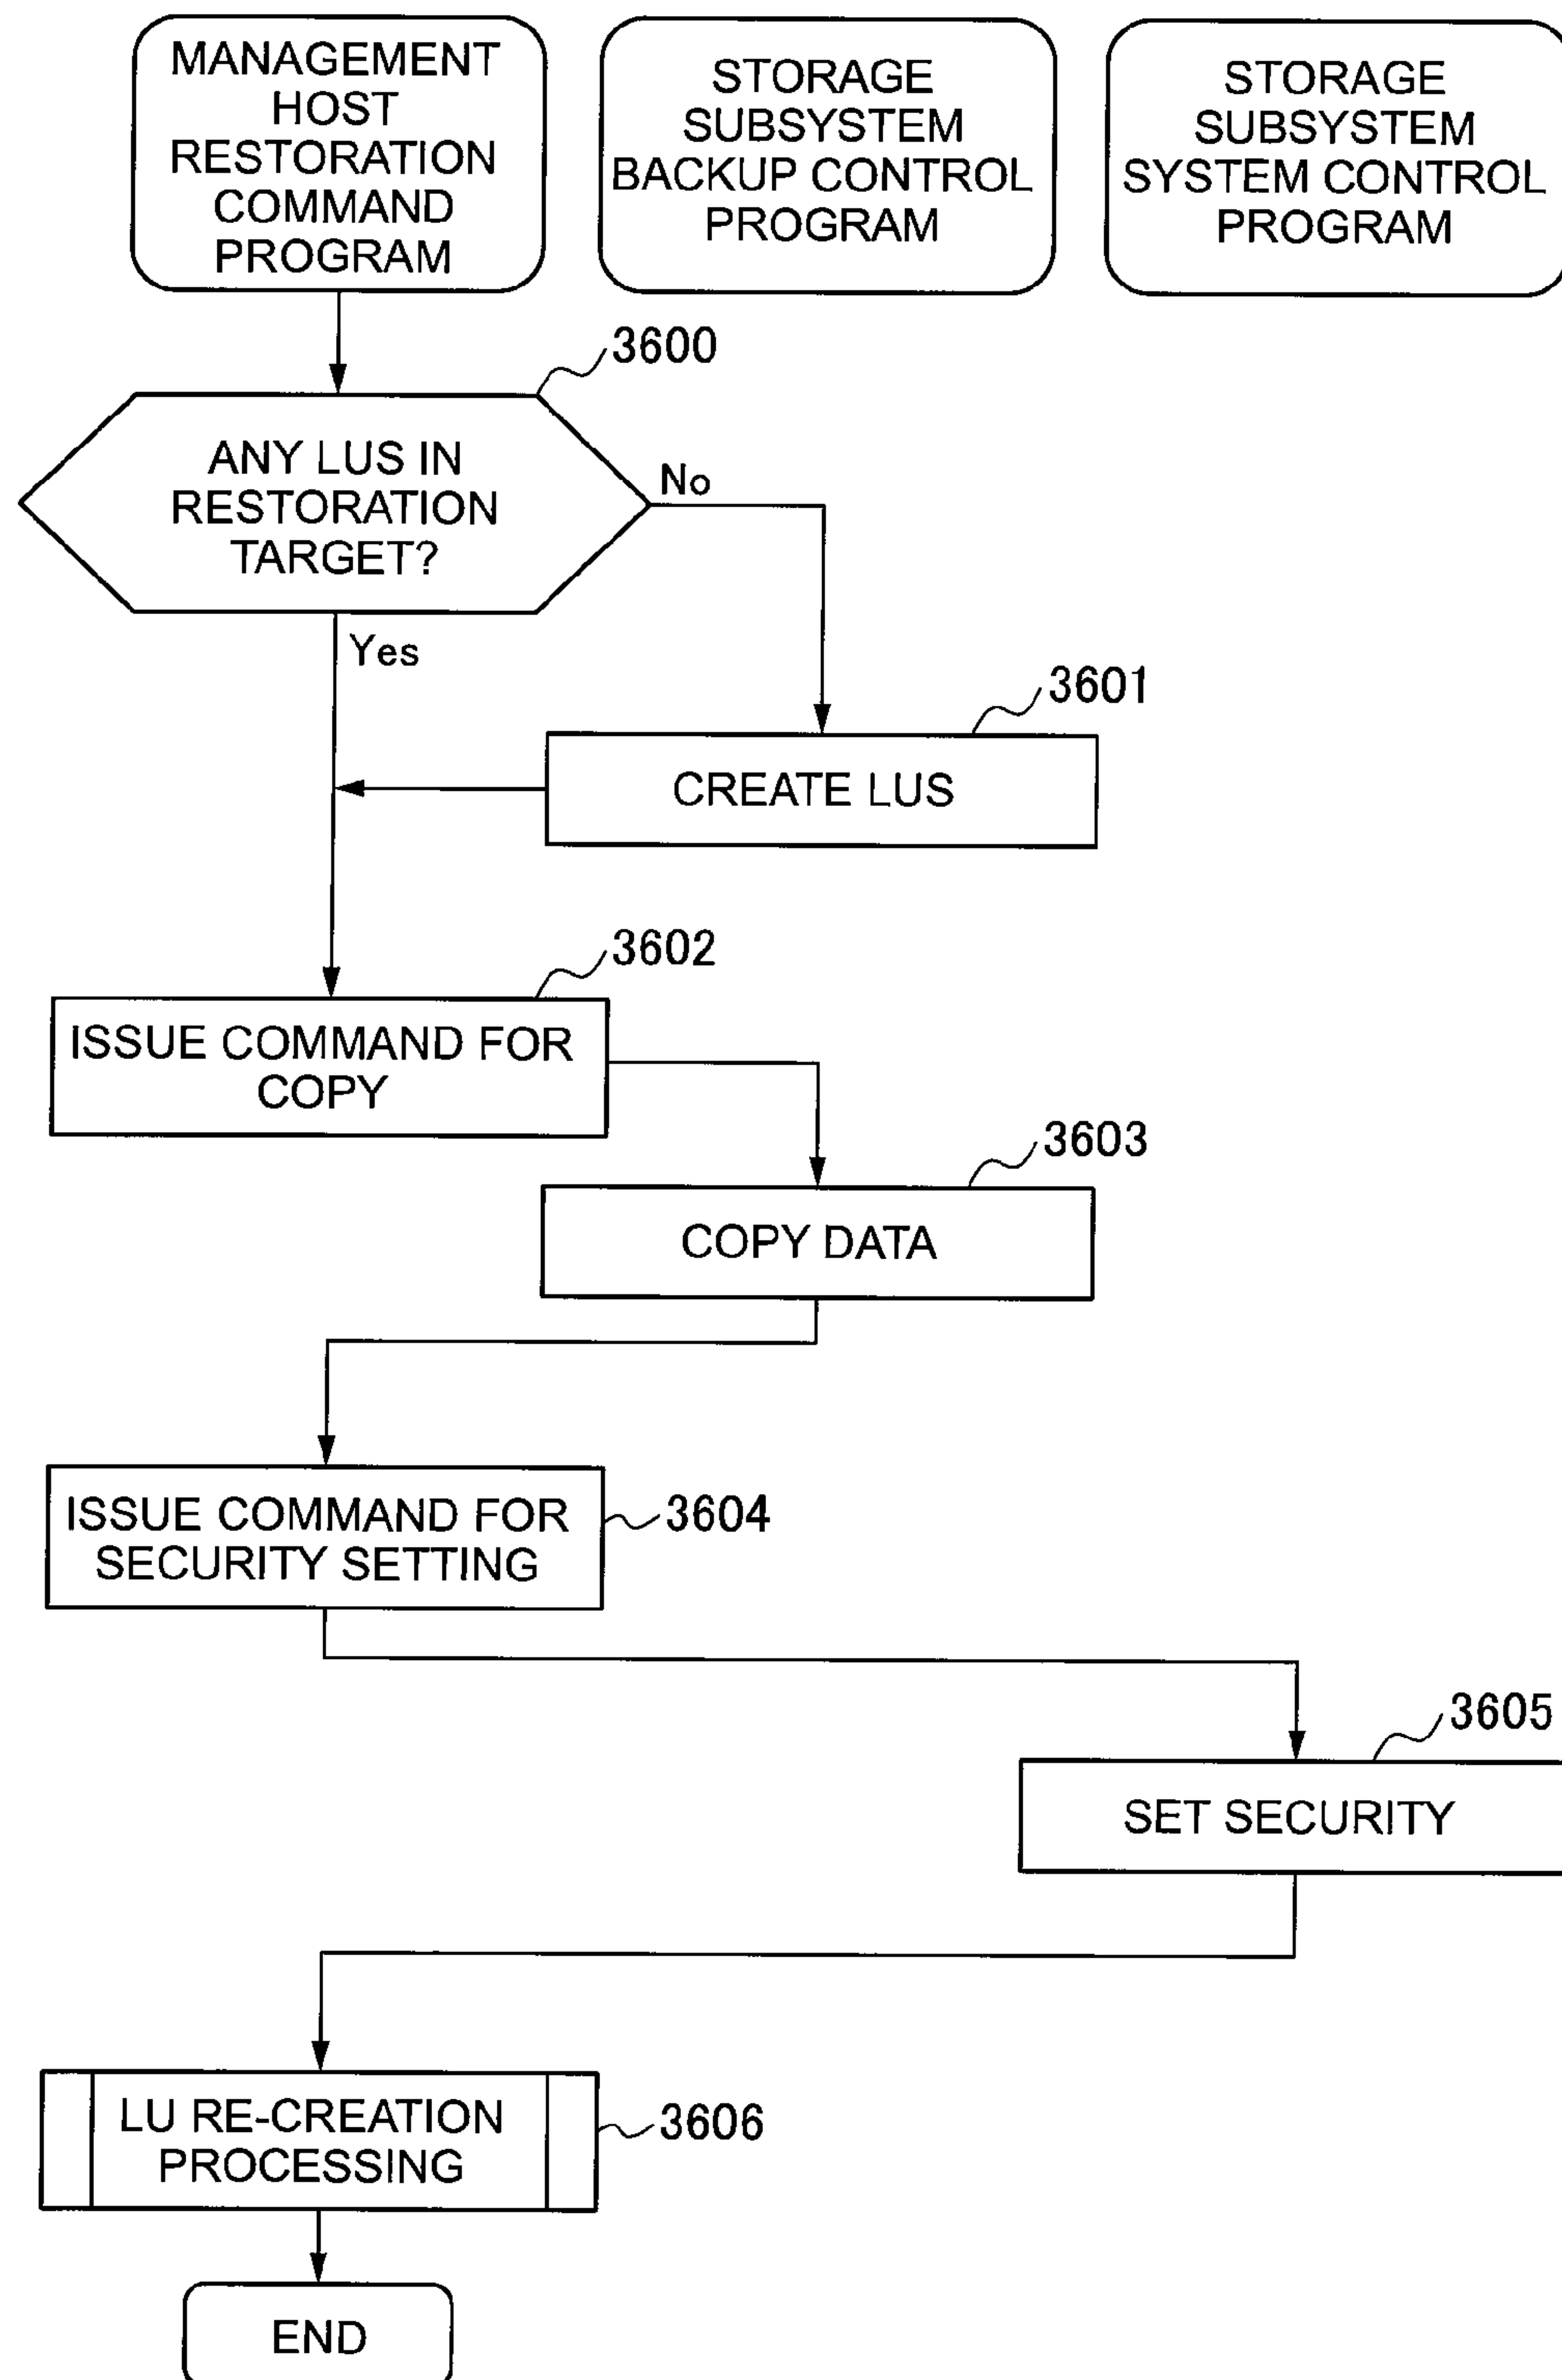 MANAGEMENT
HOST
RESTORATION
COMMAND
PROGRAM
STORAGE
SUBSYSTEM
BACKUP CONTROL
PROGRAM
STORAGE
SUBSYSTEM
SYSTEM CONTROL
PROGRAM
3600
ANY LUS IN
RESTORATION
TARGET?
No
Yes
3601
CREATE LUS
3602
ISSUE COMMAND FOR
COPY
3603
COPY DATA
ISSUE COMMAND FOR
SECURITY SETTING
3604
3605
SET SECURITY
LU RE-CREATION
PROCESSING
3606
END